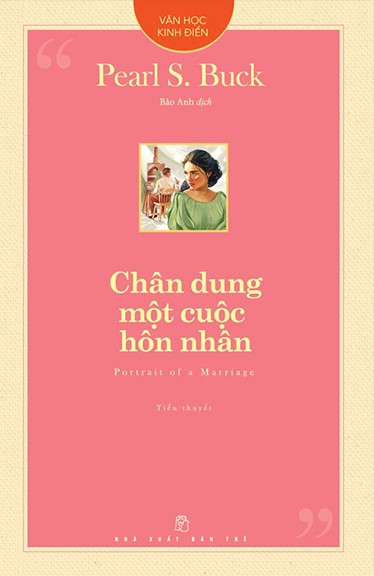 VĂN HỌC
KINH ĐIỂN
“
Pearl S. Buck
Bảo Anh dịch
Chân dung
một cuộc
hôn nhân
Portrait of a Marriage
Tiểu thuyết
”
NHÀ XUẤT BẢN TRẺ